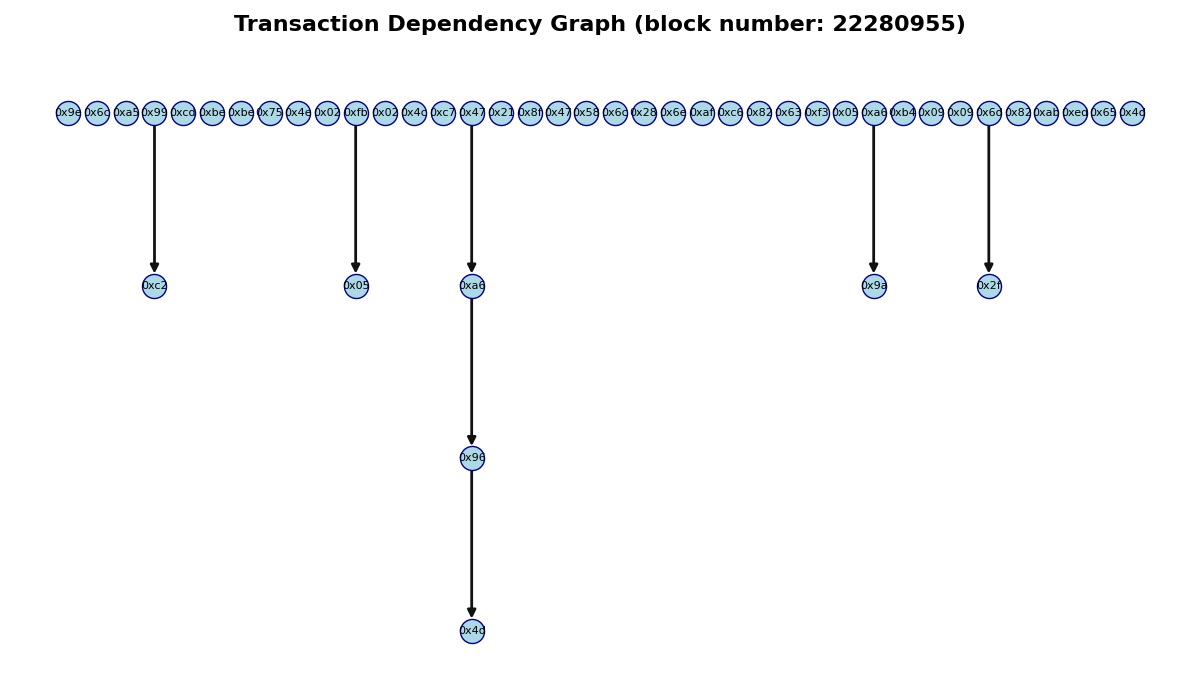 Transaction Dependency Graph (block number: 22280955)
0x9e 0x6c 0xa5 0x99 0xcd 0xbe 0xbe 0x75 0x4e 0x02 0xfb 0x02 0x4c 0xc7 0x47 0x21 0x8f 0x47 0x58 0x6c 0x28 0x6e 0xaf 0xc6 0x82 0x63 0xf3 0x05 0xa6 0xb4 0x09 0x09 0x6d 0x82 0xab 0xed 0x65 0x4d
0xc2 0x05 0xa6 0x9a 0x2f
0x96